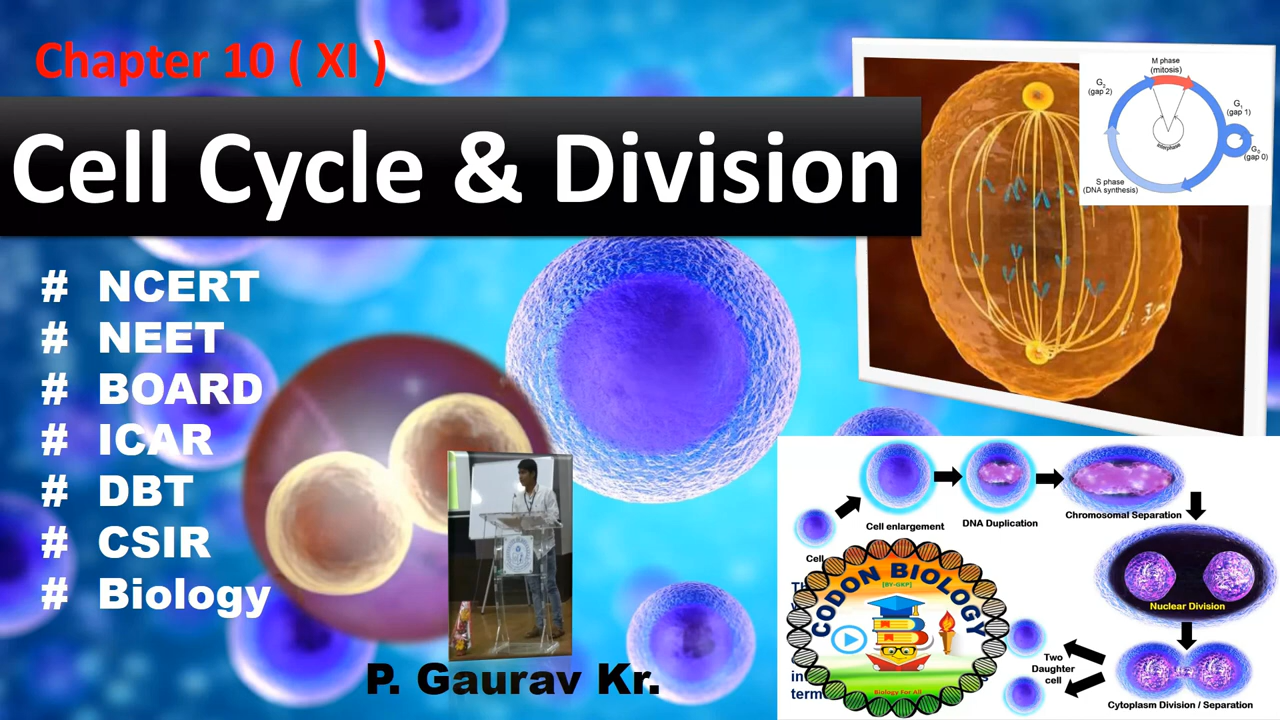 Chapter 10 ( XI )
Cell Cycle & Division
# NCERT
# NEET
# BOARD
# ICAR
# DBT
# CSIR
# Biology
P. Gaurav Kr.
M phase
(mitosis)
G2
(gap 2)
G1
(gap 1)
G0
(gap 0)
Interphase
S phase
(DNA synthesis)
Cell
Cell enlargement
DNA Duplication
Chromosomal Separation
Nuclear Division
Cytoplasm Division / Separation
Two
Daughter
cell
CODON BIOLOGY
[BY-GKP]
Biology For All
in
term